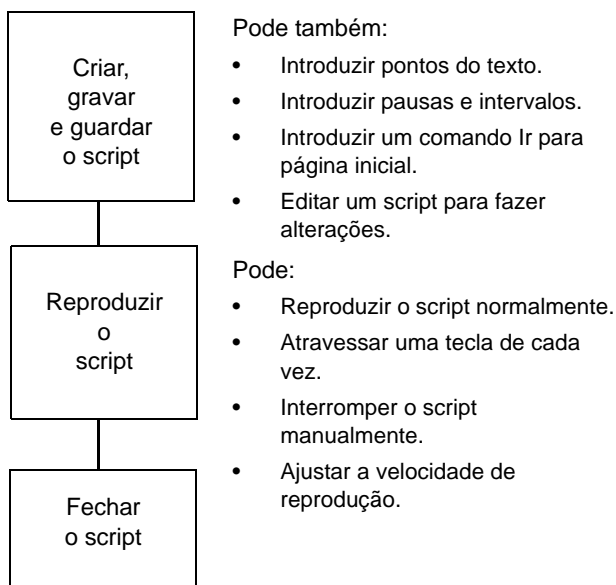 Criar,
gravar
e guardar
o script
Pode também:
• Introduzir pontos do texto.
• Introduzir pausas e intervalos.
• Introduzir um comando Ir para
página inicial.
• Editar um script para fazer
alterações.
Reproduzir
o
script
Pode:
• Reproduzir o script normalmente.
• Atravessar uma tecla de cada
vez.
• Interromper o script
manualmente.
• Ajustar a velocidade de
reprodução.
Fechar
o script